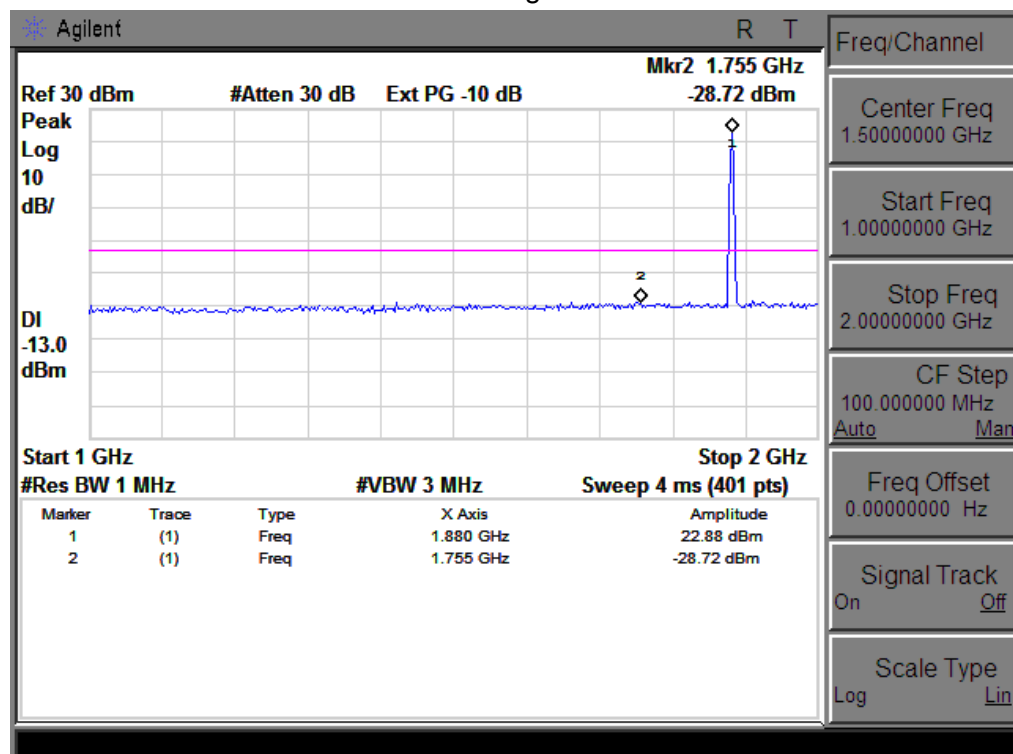 Agilent R T
Mkr2 1.755 GHz
Ref 30 dBm #Atten 30 dB Ext PG -10 dB -28.72 dBm
Peak
Log
10
dB/
1
2
DI
-13.0
dBm
Start 1 GHz Stop 2 GHz
#Res BW 1 MHz #VBW 3 MHz Sweep 4 ms (401 pts)
Marker Trace Type X Axis Amplitude
1 (1) Freq 1.880 GHz 22.88 dBm
2 (1) Freq 1.755 GHz -28.72 dBm
Freq/Channel
Center Freq
1.50000000 GHz
Start Freq
1.00000000 GHz
Stop Freq
2.00000000 GHz
CF Step
100.000000 MHz
Auto Man
Freq Offset
0.00000000 Hz
Signal Track
On Off
Scale Type
Log Lin